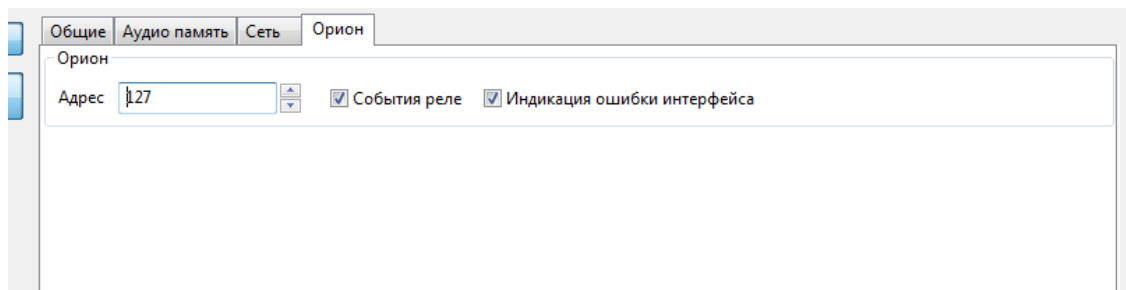 Общие Аудио память Сеть Орион
Орион
Адрес 127 События реле Индикация ошибки интерфейса